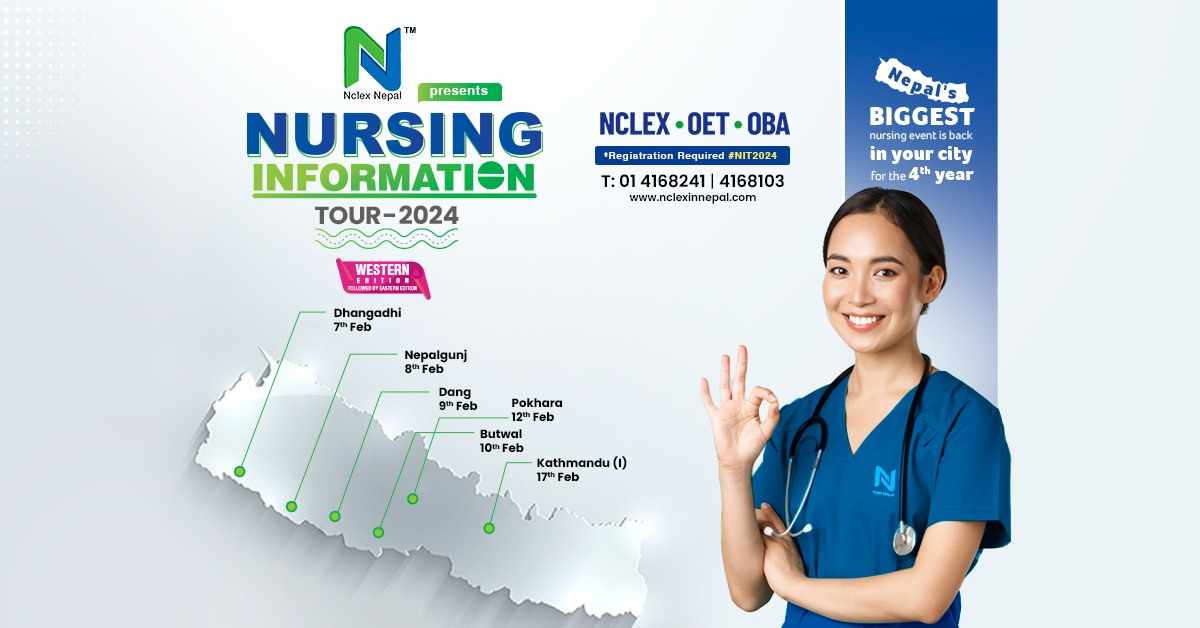 TM
Nclex Nepal
presents
NURSING
INFORMATION
TOUR-2024
WESTERN
EDITION
FOLLOWED BY EASTERN EDITION
NCLEX • OET • OBA
*Registration Required #NIT2024
T: 01 4168241 | 4168103
www.nclexinnepal.com
Nepal's
BIGGEST
nursing event is back
in your city
for the 4th year
Dhangadhi
7th Feb
Nepalgunj
8th Feb
Dang
9th Feb
Pokhara
12th Feb
Butwal
10th Feb
Kathmandu (I)
17th Feb
N